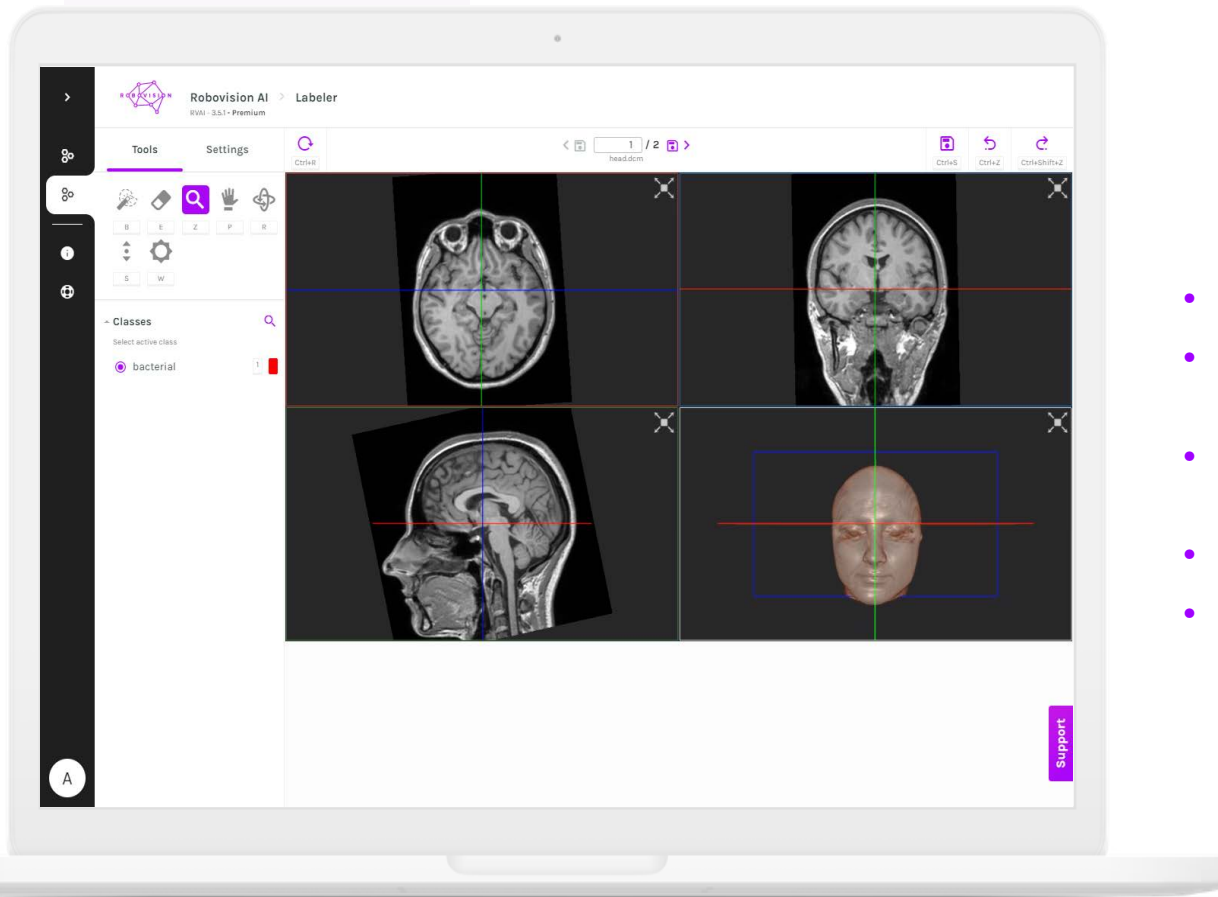 ROBOVISION
Robovision AI > Labeler
RVAI - 3.5.1 - Premium
Tools
Settings
Ctrl+R
1 / 2
head.dcm
Ctrl+S
Ctrl+Z
Ctrl+Shift+Z
B
E
Z
P
R
S
W
Classes
Select active class
bacterial
1
Support
A